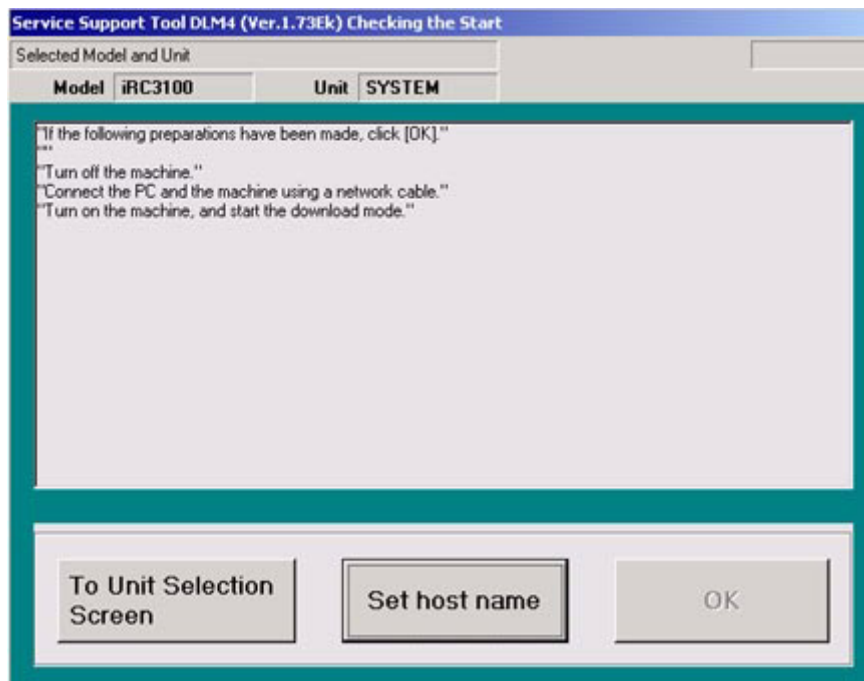 Service Support Tool DLM4 (Ver.1.73Ek) Checking the Start
Selected Model and Unit
Model iRC3100 Unit SYSTEM
"If the following preparations have been made, click [OK]."
""
"Turn off the machine."
"Connect the PC and the machine using a network cable."
"Turn on the machine, and start the download mode."
To Unit Selection
Screen
Set host name
OK